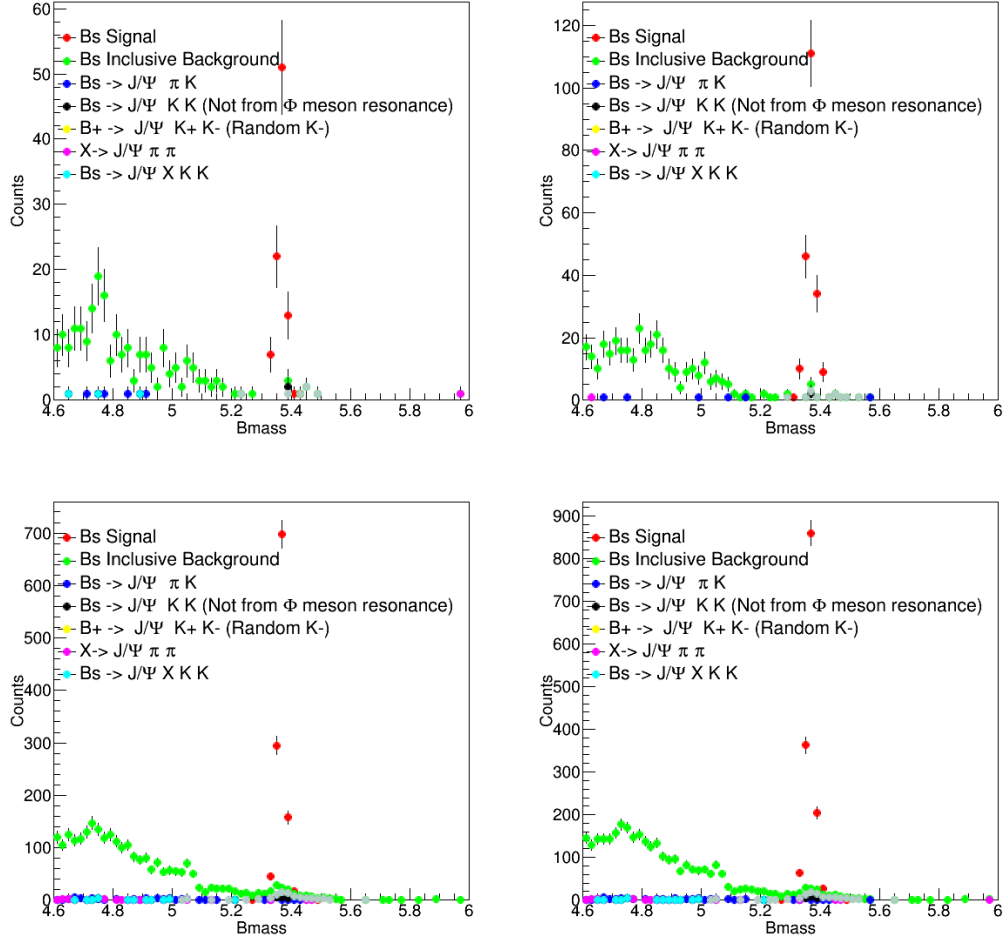 60
50
40
30
20
10
0
Counts
Bs Signal
Bs Inclusive Background
Bs -> J/Ψ π K
Bs -> J/Ψ K K (Not from Φ meson resonance)
B+ -> J/Ψ K+ K- (Random K-)
X-> J/Ψ π π
Bs -> J/Ψ X K K
4.6 4.8 5 5.2 5.4 5.6 5.8 6
Bmass
120
100
80
60
40
20
0
Counts
Bs Signal
Bs Inclusive Background
Bs -> J/Ψ π K
Bs -> J/Ψ K K (Not from Φ meson resonance)
B+ -> J/Ψ K+ K- (Random K-)
X-> J/Ψ π π
Bs -> J/Ψ X K K
4.6 4.8 5 5.2 5.4 5.6 5.8 6
Bmass
700
600
500
400
300
200
100
0
Counts
Bs Signal
Bs Inclusive Background
Bs -> J/Ψ π K
Bs -> J/Ψ K K (Not from Φ meson resonance)
B+ -> J/Ψ K+ K- (Random K-)
X-> J/Ψ π π
Bs -> J/Ψ X K K
4.6 4.8 5 5.2 5.4 5.6 5.8 6
Bmass
900
800
700
600
500
400
300
200
100
0
Counts
Bs Signal
Bs Inclusive Background
Bs -> J/Ψ π K
Bs -> J/Ψ K K (Not from Φ meson resonance)
B+ -> J/Ψ K+ K- (Random K-)
X-> J/Ψ π π
Bs -> J/Ψ X K K
4.6 4.8 5 5.2 5.4 5.6 5.8 6
Bmass